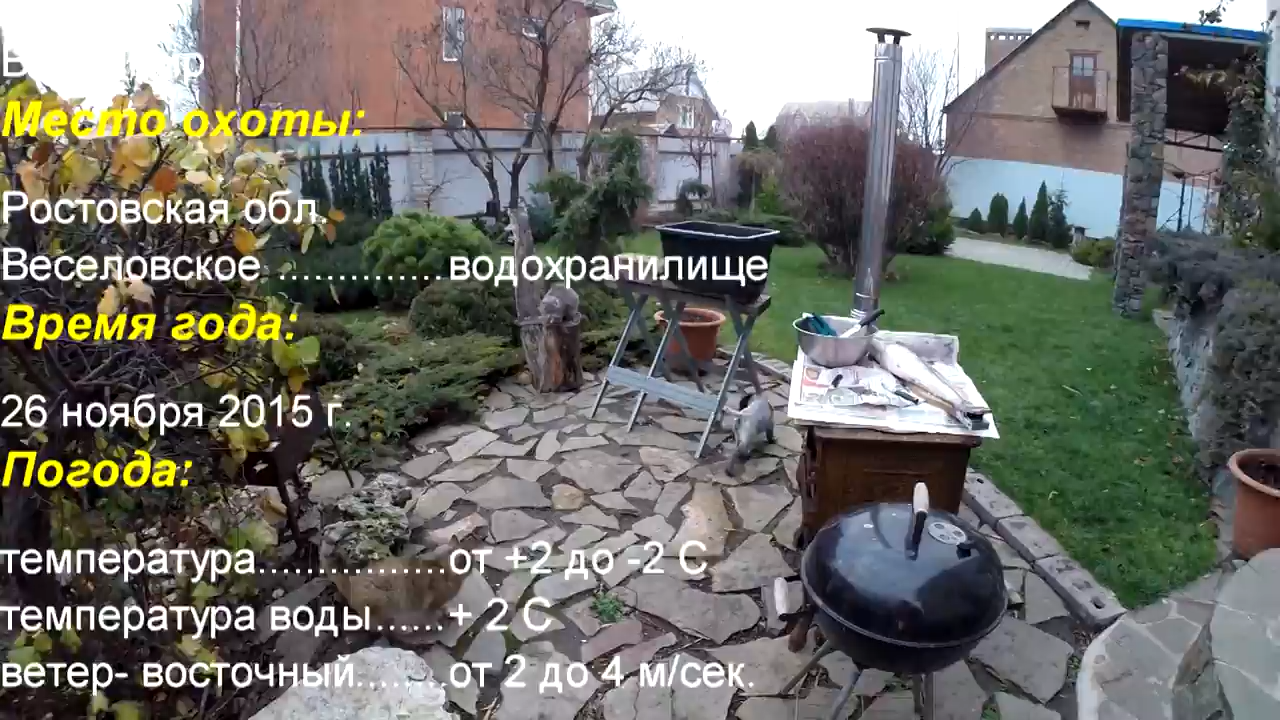 Место охоты:
Ростовская обл.
Веселовское ..............водохранилище
Время года:
26 ноября 2015 г.
Погода:
температура................от +2 до -2 С
температура воды......+ 2 С
ветер- восточный........от 2 до 4 м/сек.